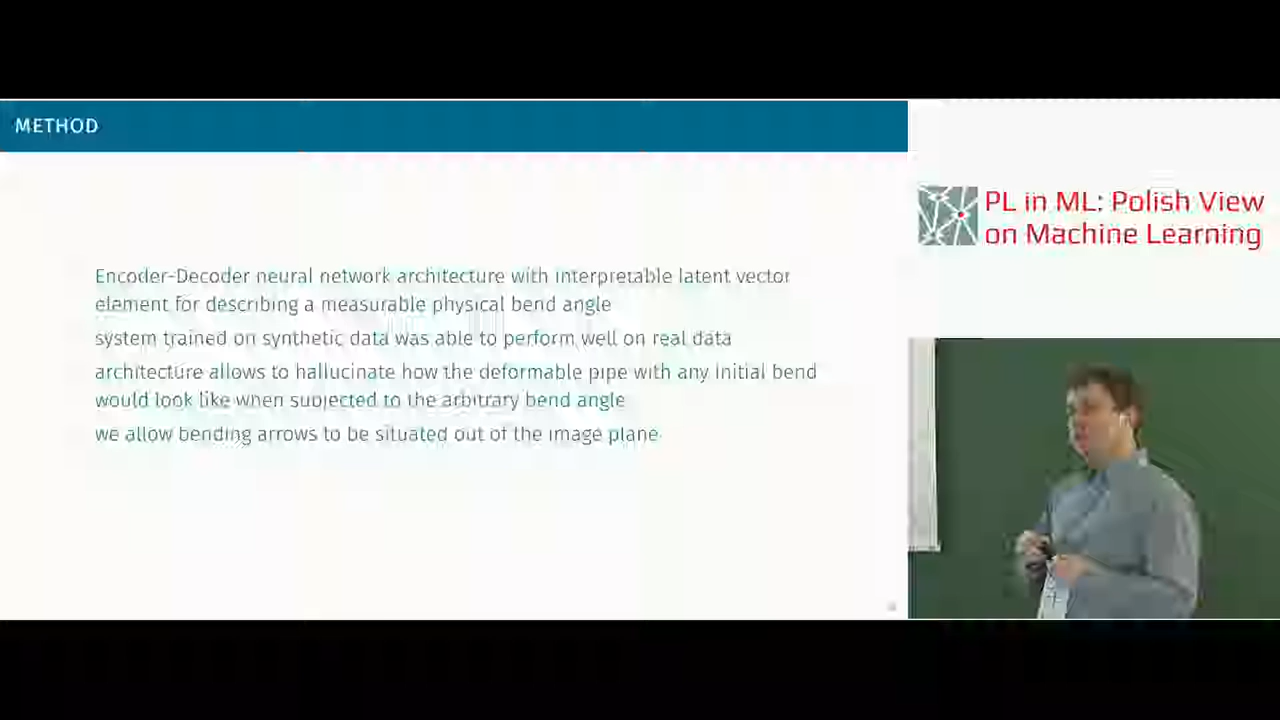 METHOD
Encoder-Decoder neural network architecture with interpretable latent vector
element for describing a measurable physical bend angle
system trained on synthetic data was able to perform well on real data
architecture allows to hallucinate how the deformable pipe with any initial bend
would look like when subjected to the arbitrary bend angle
we allow bending arrows to be situated out of the image plane
PL in ML: Polish View
on Machine Learning